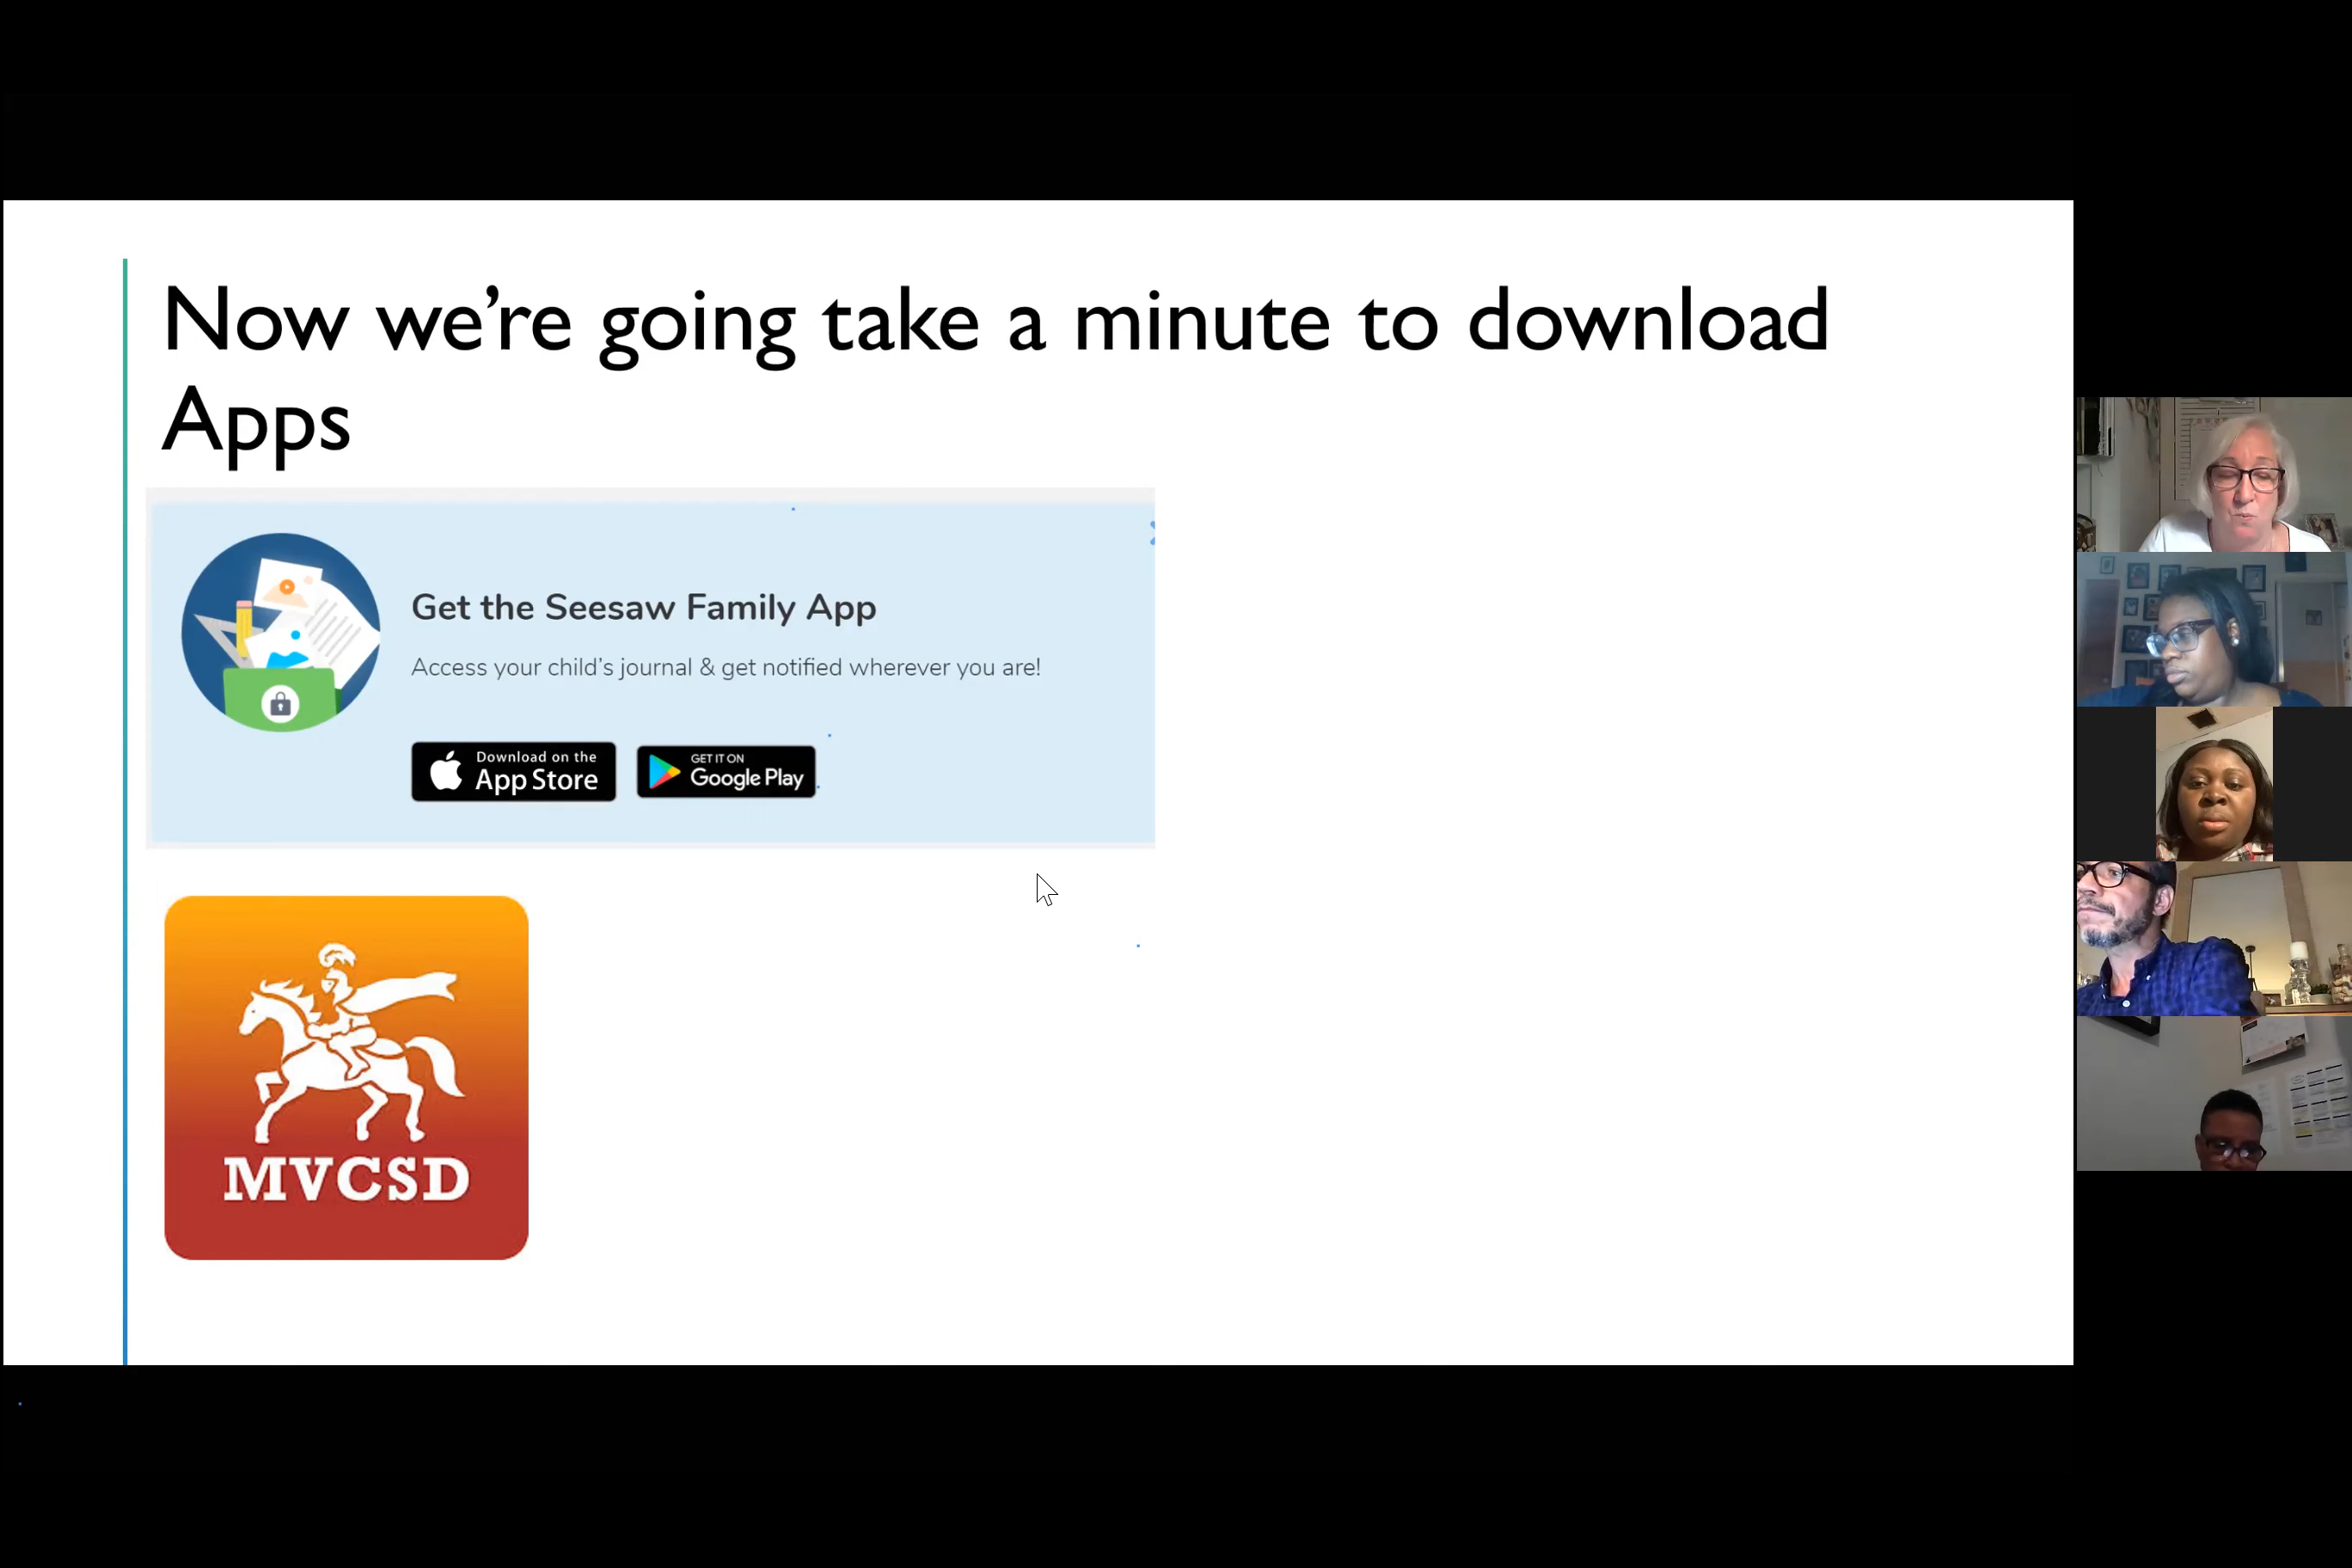 Now we’re going take a minute to download
Apps
Get the Seesaw Family App
Access your child’s journal & get notified wherever you are!
Download on the
App Store
GET IT ON
Google Play
MVCSD